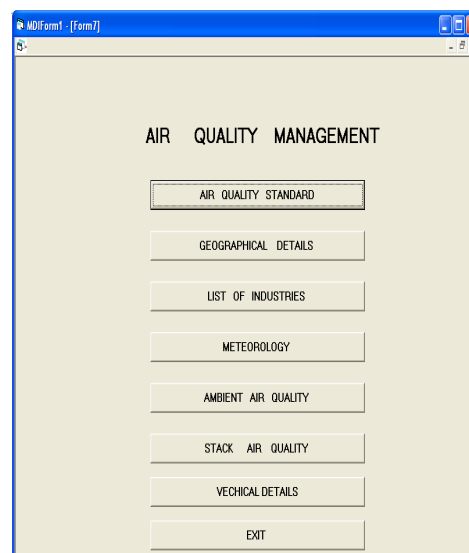 MDIForm1 - [Form7]
AIR QUALITY MANAGEMENT
AIR QUALITY STANDARD
GEOGRAPHICAL DETAILS
LIST OF INDUSTRIES
METEOROLOGY
AMBIENT AIR QUALITY
STACK AIR QUALITY
VECHICAL DETAILS
EXIT